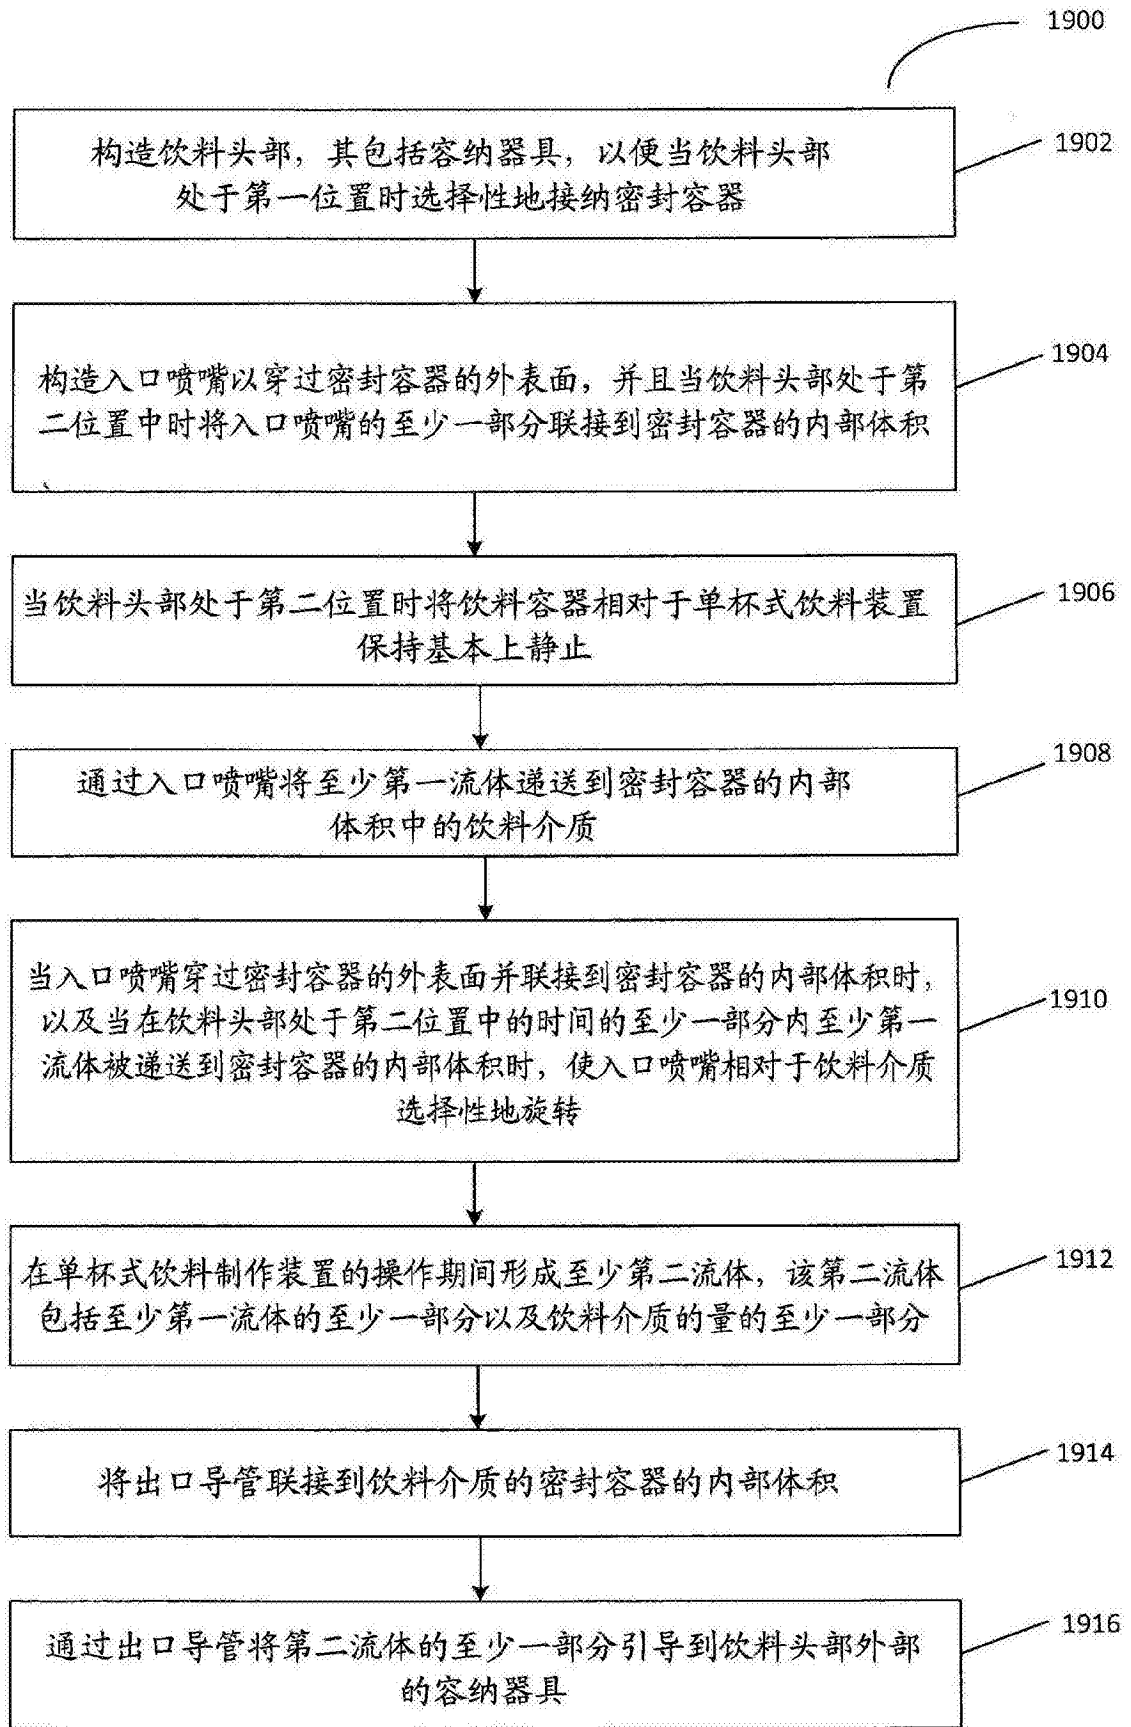 1900
构造饮料头部，其包括容纳器具，以便当饮料头部
处于第一位置时选择性地接纳密封容器
1902
构造入口喷嘴以穿过密封容器的外表面，并且当饮料头部处于第
二位置中时将入口喷嘴的至少一部分联接到密封容器的内部体积
1904
当饮料头部处于第二位置时将饮料容器相对于单杯式饮料装置
保持基本上静止
1906
通过入口喷嘴将至少第一流体递送到密封容器的内部
体积中的饮料介质
1908
当入口喷嘴穿过密封容器的外表面并联接到密封容器的内部体积时，
以及当在饮料头部处于第二位置中的时间的至少一部分内至少第一
流体被递送到密封容器的内部体积时，使入口喷嘴相对于饮料介质
选择性地旋转
1910
在单杯式饮料制作装置的操作期间形成至少第二流体，该第二流体
包括至少第一流体的至少一部分以及饮料介质的量的至少一部分
1912
将出口导管联接到饮料介质的密封容器的内部体积
1914
通过出口导管将第二流体的至少一部分引导到饮料头部外部
的容纳器具
1916